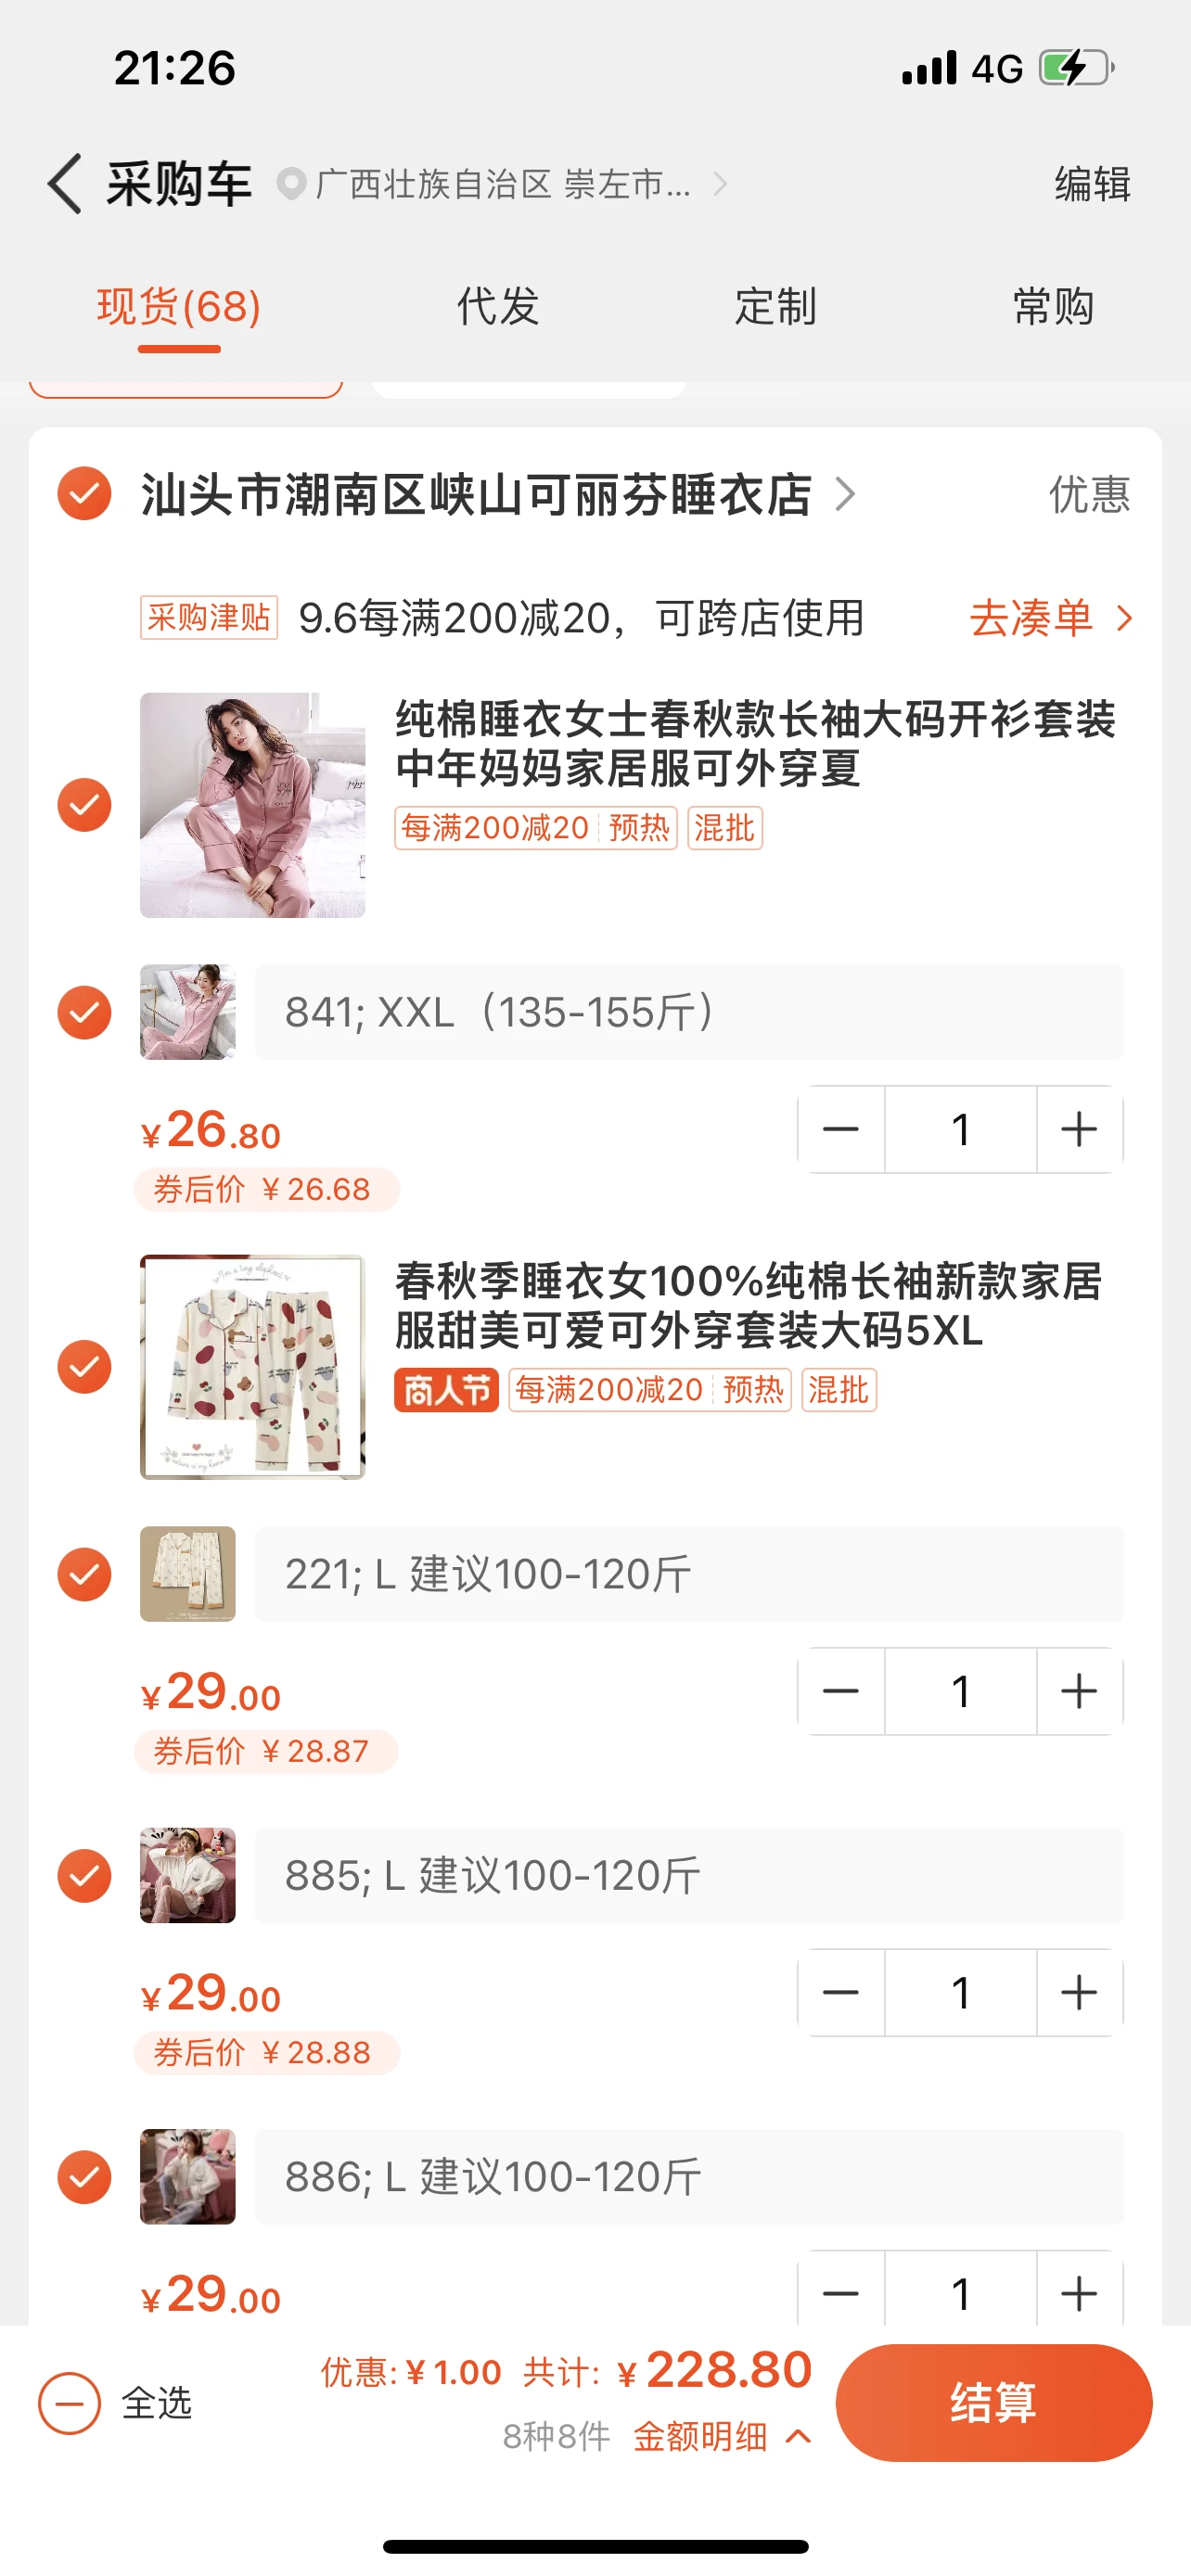 21:26
4G
采购车
广西壮族自治区 崇左市...
编辑
现货(68)
代发
定制
常购
汕头市潮南区峡山可丽芬睡衣店
优惠
采购津贴 9.6每满200减20，可跨店使用
去凑单
纯棉睡衣女士春秋款长袖大码开衫套装
中年妈妈家居服可外穿夏
每满200减20 预热 混批
841; XXL（135-155斤）
¥26.80
1
券后价 ¥26.68
春秋季睡衣女100%纯棉长袖新款家居
服甜美可爱可外穿套装大码5XL
商人节 每满200减20 预热 混批
221; L 建议100-120斤
¥29.00
1
券后价 ¥28.87
885; L 建议100-120斤
¥29.00
1
券后价 ¥28.88
886; L 建议100-120斤
¥29.00
1
全选
优惠: ¥1.00 共计: ¥228.80
8种8件 金额明细
结算